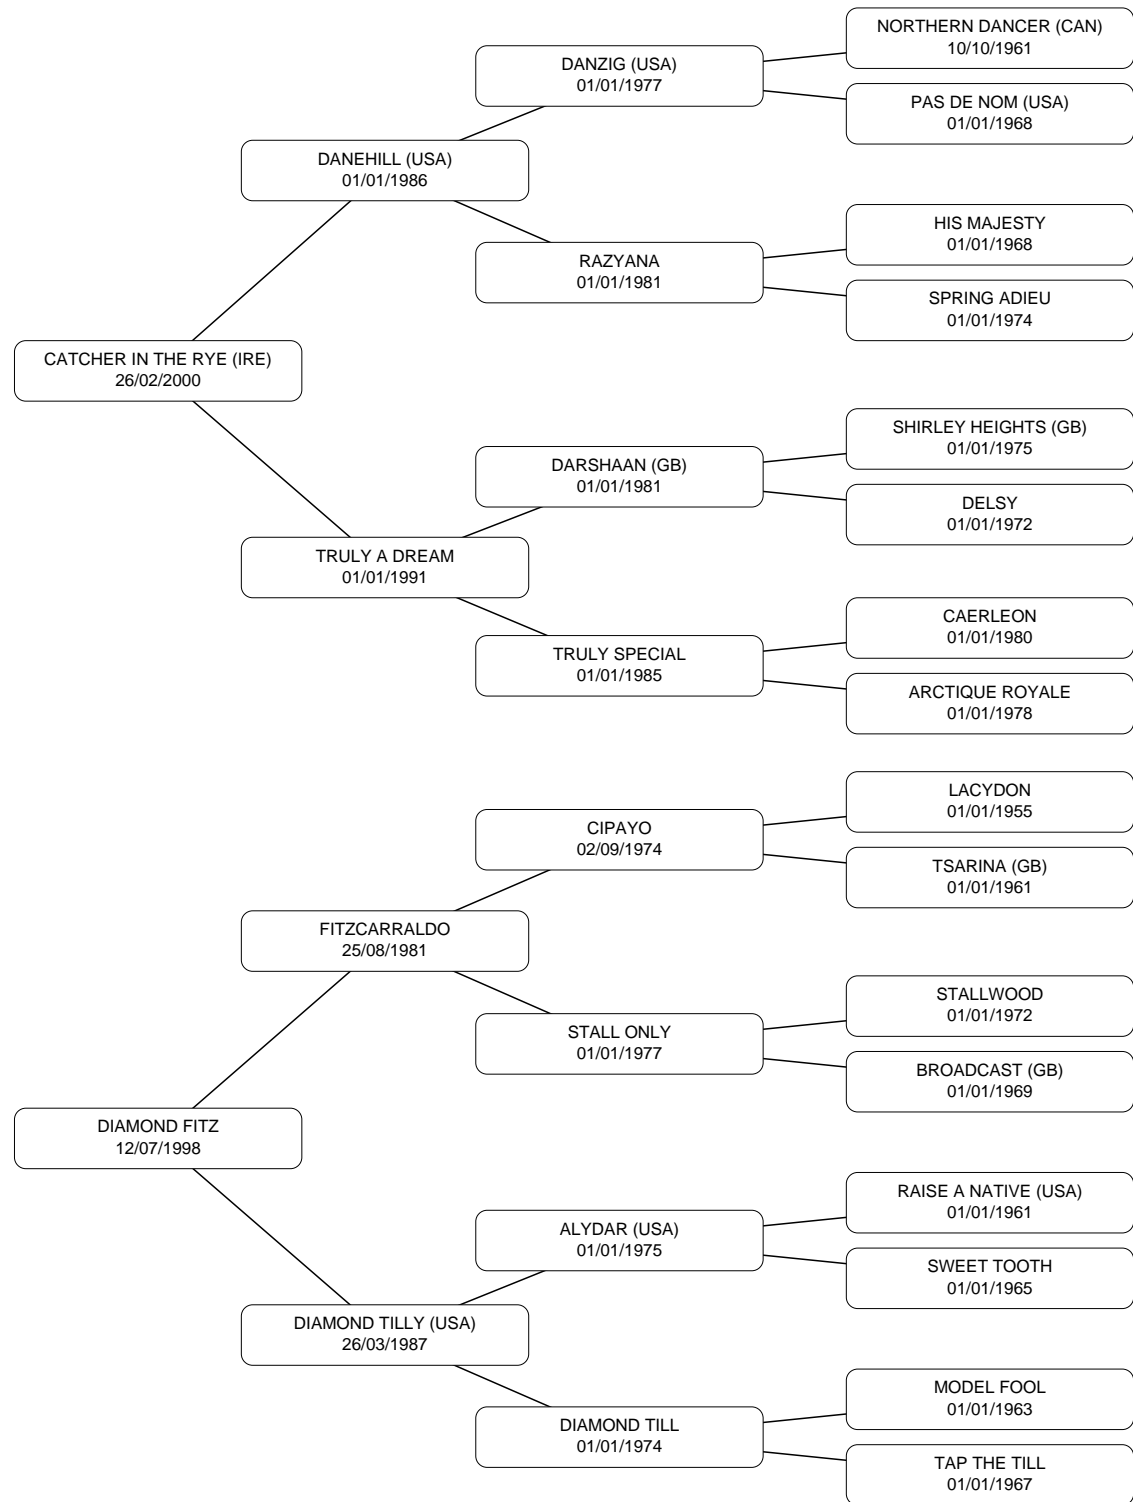 NORTHERN DANCER (CAN)
10/10/1961
DANZIG (USA)
01/01/1977
PAS DE NOM (USA)
01/01/1968
DANEHILL (USA)
01/01/1986
HIS MAJESTY
01/01/1968
RAZYANA
01/01/1981
SPRING ADIEU
01/01/1974
CATCHER IN THE RYE (IRE)
26/02/2000
SHIRLEY HEIGHTS (GB)
01/01/1975
DARSHAAN (GB)
01/01/1981
DELSY
01/01/1972
TRULY A DREAM
01/01/1991
CAERLEON
01/01/1980
TRULY SPECIAL
01/01/1985
ARCTIQUE ROYALE
01/01/1978
LACYDON
01/01/1955
CIPAYO
02/09/1974
TSARINA (GB)
01/01/1961
FITZCARRALDO
25/08/1981
STALLWOOD
01/01/1972
STALL ONLY
01/01/1977
BROADCAST (GB)
01/01/1969
DIAMOND FITZ
12/07/1998
RAISE A NATIVE (USA)
01/01/1961
ALYDAR (USA)
01/01/1975
SWEET TOOTH
01/01/1965
DIAMOND TILLY (USA)
26/03/1987
MODEL FOOL
01/01/1963
DIAMOND TILL
01/01/1974
TAP THE TILL
01/01/1967